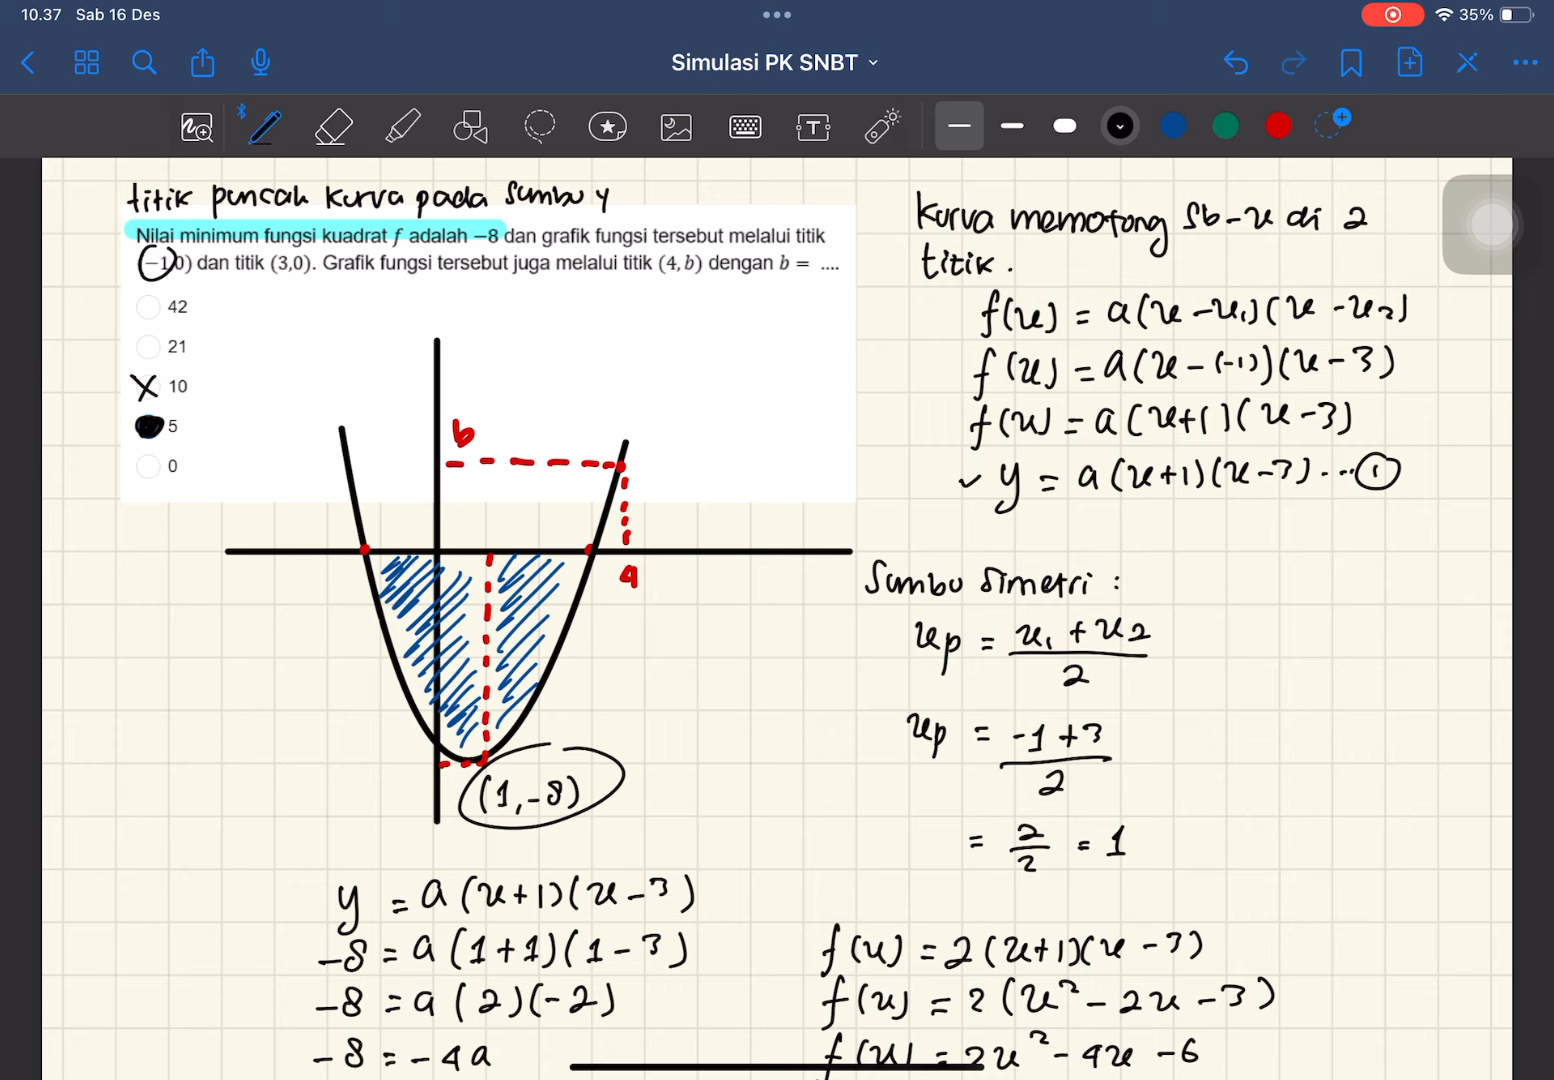 10.37 Sab 16 Des
35%
Simulasi PK SNBT
T
titik puncak kurva pada Sumbu y
Nilai minimum fungsi kuadrat f adalah −8 dan grafik fungsi tersebut melalui titik
(−1,0) dan titik (3,0). Grafik fungsi tersebut juga melalui titik (4, b) dengan b = ....
42
21
10
5
0
b
4
(1,-8)
y = a(x+1)(x-3)
-8 = a(1+1)(1-3)
-8 = a(2)(-2)
-8 = -4a
Kurva memotong Sb-x di 2
titik.
f(x) = a(x-x₁)(x-x₂)
f(x) = a(x-(-1))(x-3)
f(x) = a(x+1)(x-3)
y = a(x+1)(x-3)...①
Sumbu Simetri :
xp = x₁ + x₂ / 2
xp = -1+3 / 2
= 2/2 = 1
f(x) = 2(x+1)(x-3)
f(x) = 2(x²-2x-3)
f(x) = 2x²-4x-6